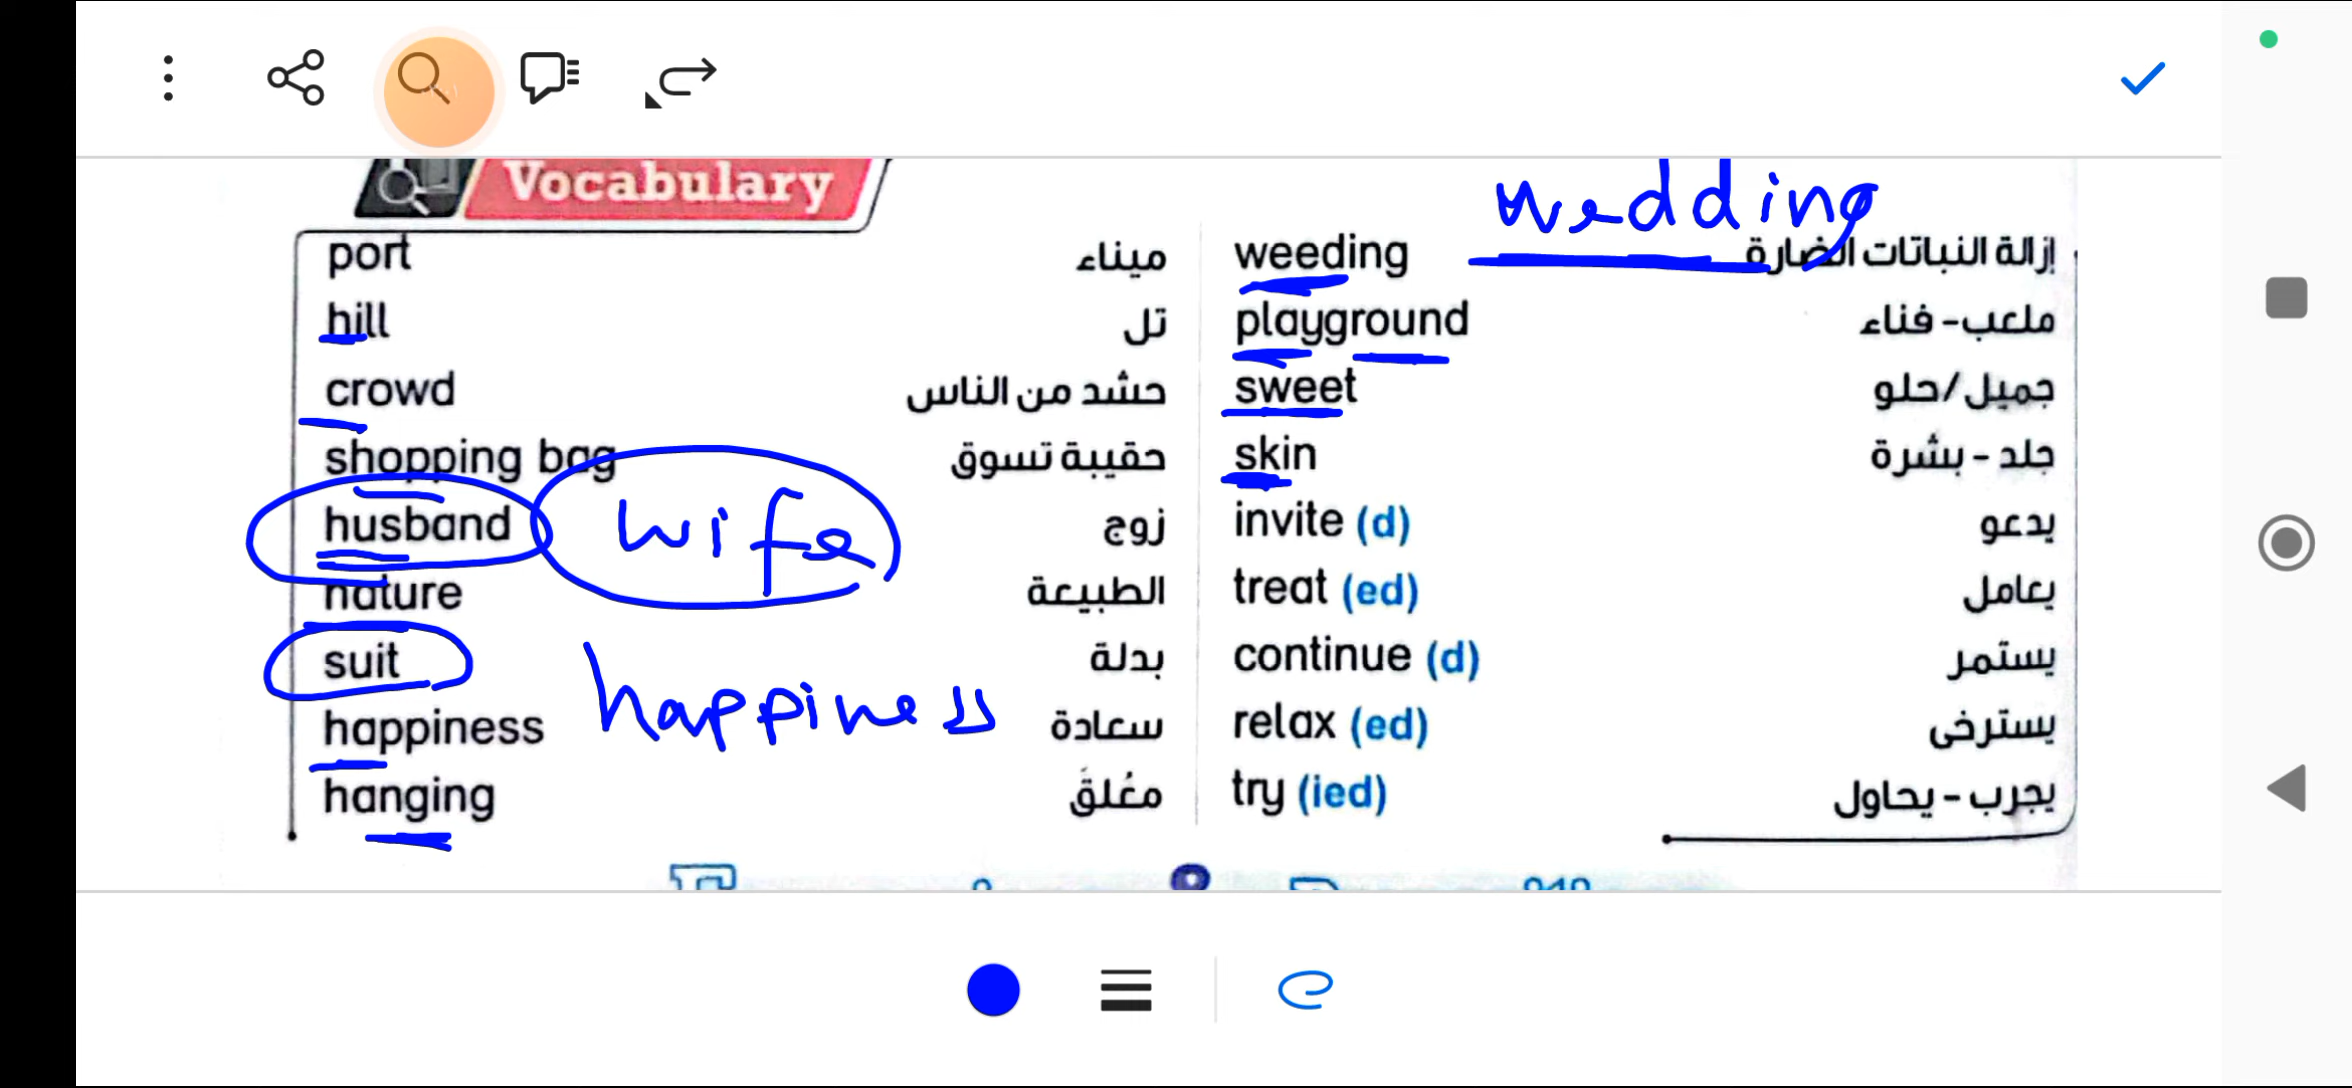 Vocabulary
wedding
port ميناء
hill تل
crowd حشد من الناس
shopping bag حقيبة تسوق
husband wife زوج
nature الطبيعة
suit بدلة
happiness happiness سعادة
hanging مُعَلق
weeding إزالة النباتات الضارة
playground ملعب - فناء
sweet جميل/حلو
skin جلد - بشرة
invite (d) يدعو
treat (ed) يعامل
continue (d) يستمر
relax (ed) يسترخى
try (ied) يجرب - يحاول